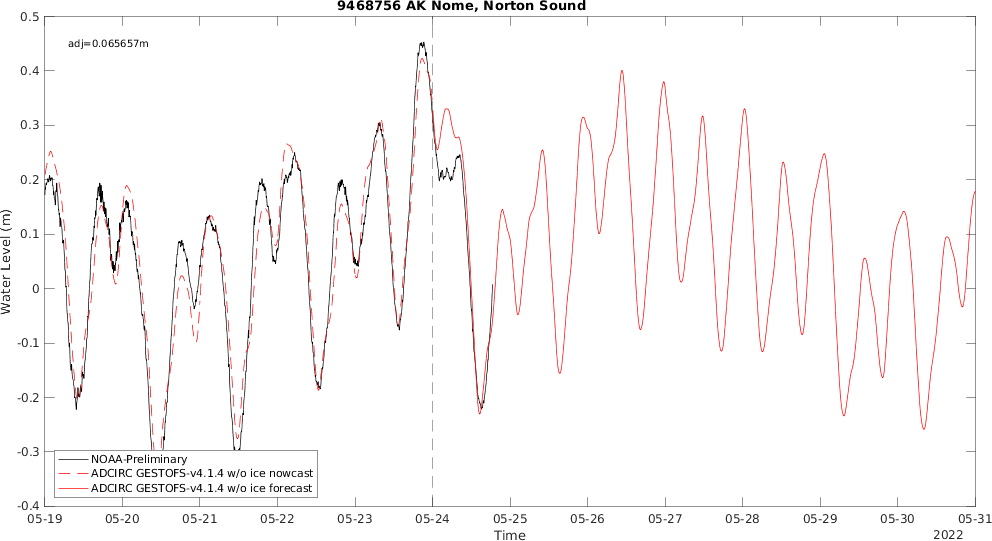 9468756 AK Nome, Norton Sound
adj=0.065657m
0.5
0.4
0.3
0.2
0.1
0
-0.1
-0.2
-0.3
-0.4
Water Level (m)
NOAA-Preliminary
ADCIRC GESTOFS-v4.1.4 w/o ice nowcast
ADCIRC GESTOFS-v4.1.4 w/o ice forecast
05-19 05-20 05-21 05-22 05-23 05-24 05-25 05-26 05-27 05-28 05-29 05-30 05-31
Time
2022